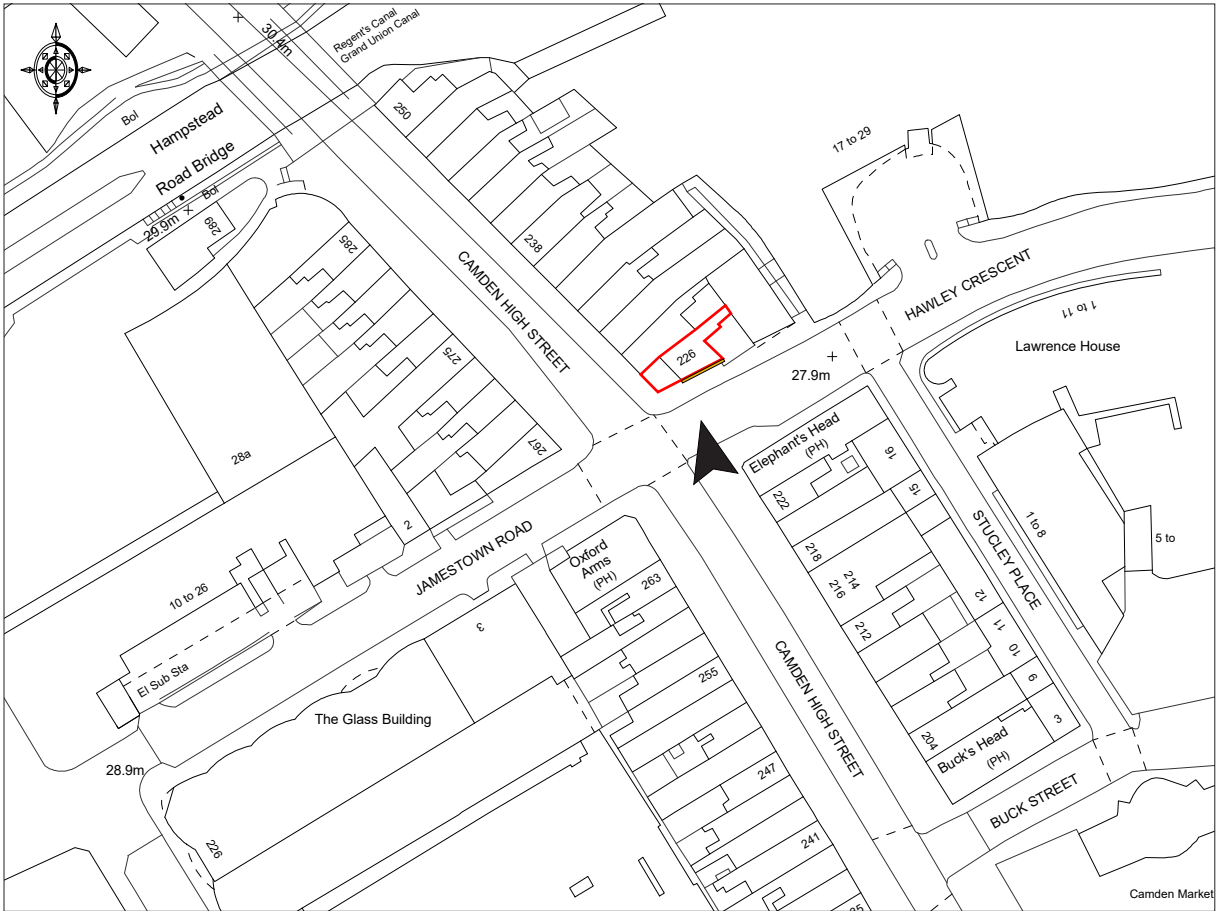 30.4m
Regent's Canal
Grand Union Canal
Bol
Hampstead
Road Bridge
Bol
29.9m
289
250
17 to 29
285
238
CAMDEN HIGH STREET
HAWLEY CRESCENT
1 to 11
Lawrence House
226
27.9m
275
267
28a
Elephant's Head
(PH)
16
15
222
2
JAMESTOWN ROAD
Oxford
Arms
(PH)
263
218
214
216
212
STUCLEY PLACE
1 to 8
5 to
10 to 26
3
El Sub Sta
The Glass Building
28.9m
255
CAMDEN HIGH STREET
12
11
10
9
3
204
Buck's Head
(PH)
247
241
BUCK STREET
226
Camden Market